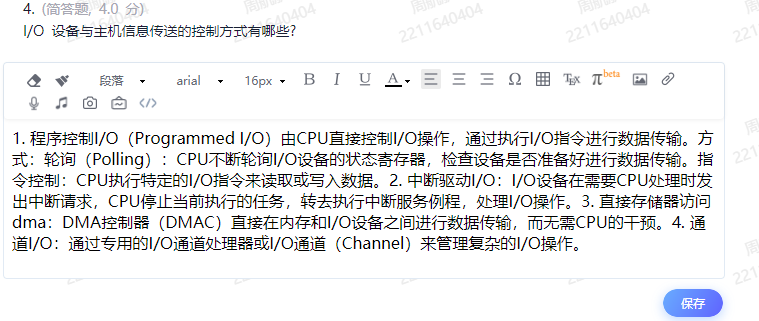 4. (简答题, 4.0 分)
I/O 设备与主机信息传送的控制方式有哪些?
段落 arial 16px B I U A Ω TEX π beta
1. 程序控制I/O（Programmed I/O）由CPU直接控制I/O操作，通过执行I/O指令进行数据传输。方
式：轮询（Polling）：CPU不断轮询I/O设备的状态寄存器，检查设备是否准备好进行数据传输。指
令控制：CPU执行特定的I/O指令来读取或写入数据。2. 中断驱动I/O：I/O设备在需要CPU处理时发
出中断请求，CPU停止当前执行的任务，转去执行中断服务例程，处理I/O操作。3. 直接存储器访问
dma：DMA控制器（DMAC）直接在内存和I/O设备之间进行数据传输，而无需CPU的干预。4. 通
道I/O：通过专用的I/O通道处理器或I/O通道（Channel）来管理复杂的I/O操作。
保存
2211640404
2211640404